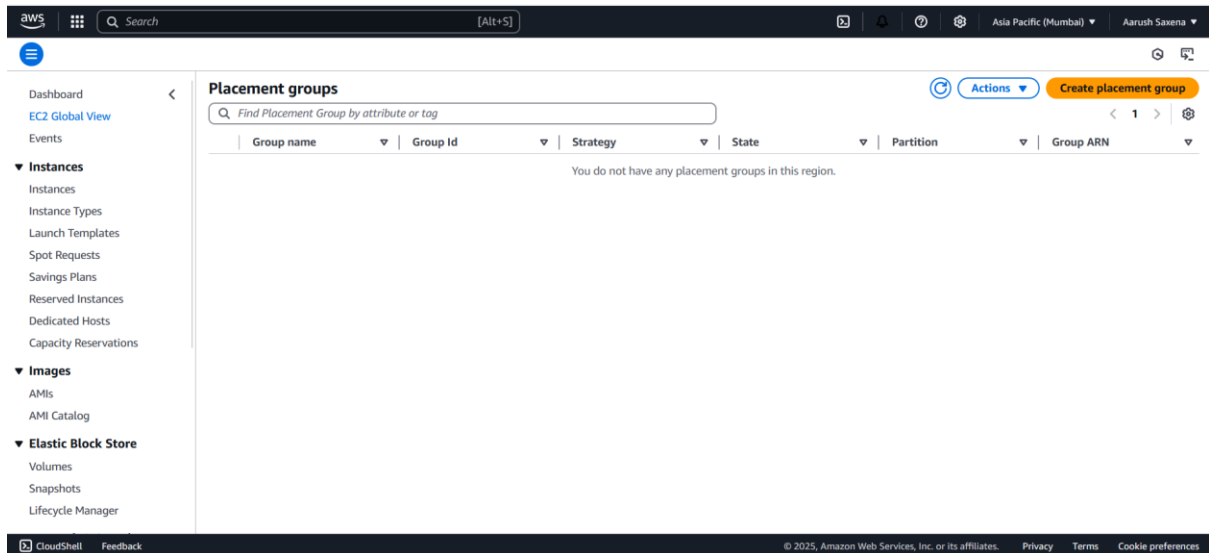 aws Search [Alt+S] Asia Pacific (Mumbai) Aarush Saxena
Dashboard
EC2 Global View
Events
Instances
Instances
Instance Types
Launch Templates
Spot Requests
Savings Plans
Reserved Instances
Dedicated Hosts
Capacity Reservations
Images
AMIs
AMI Catalog
Elastic Block Store
Volumes
Snapshots
Lifecycle Manager
Placement groups Actions Create placement group
Find Placement Group by attribute or tag 1
Group name Group Id Strategy State Partition Group ARN
You do not have any placement groups in this region.
CloudShell Feedback © 2025, Amazon Web Services, Inc. or its affiliates. Privacy Terms Cookie preferences